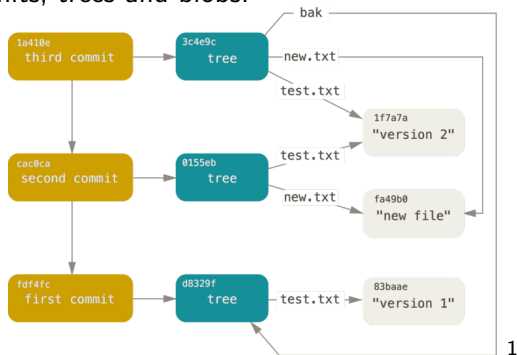 nits, trees and blobs.
bak
1a410e
third commit
3c4e9c
tree
new.txt
test.txt
1f7a7a
"version 2"
cac0ca
second commit
0155eb
tree
test.txt
new.txt
fa49b0
"new file"
fdf4fc
first commit
d8329f
tree
test.txt
83baae
"version 1"
1